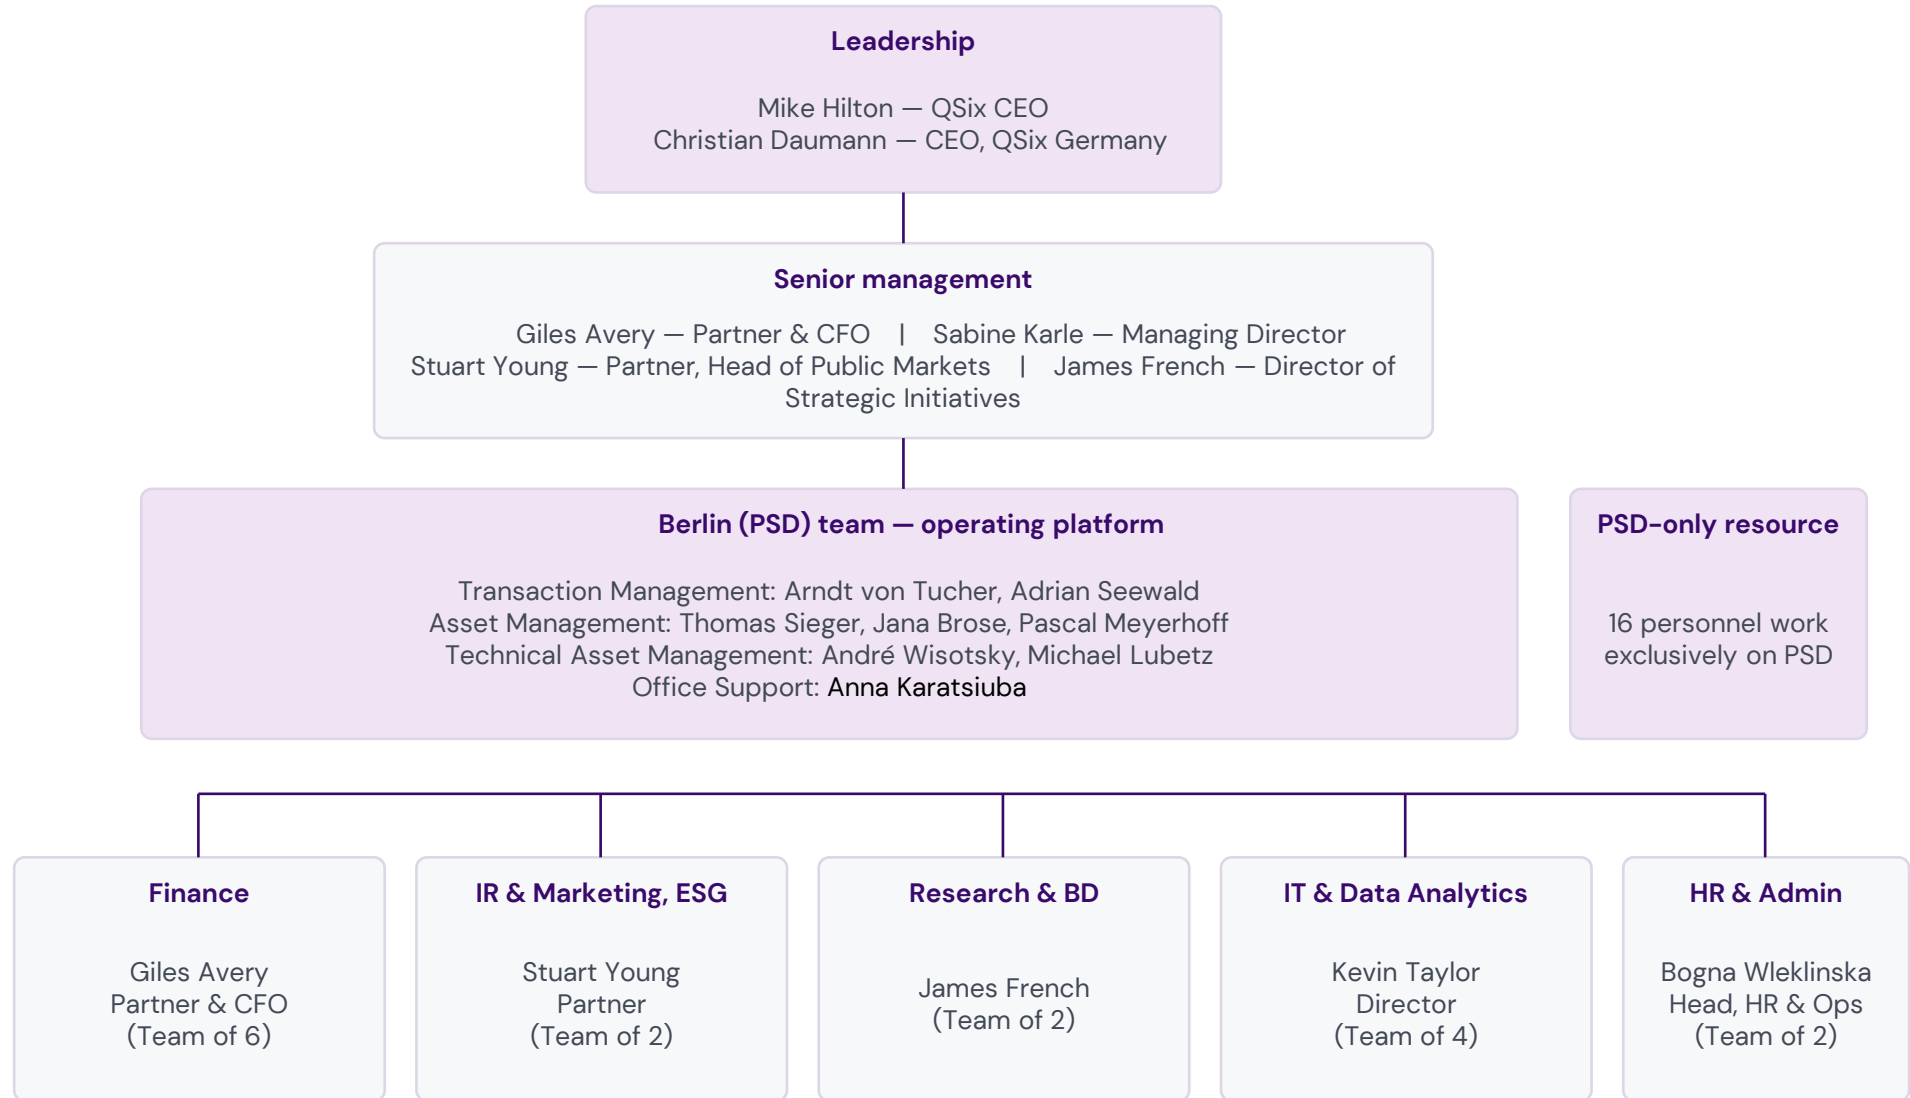 Leadership
Mike Hilton — QSix CEO
Christian Daumann — CEO, QSix Germany
Senior management
Giles Avery — Partner & CFO | Sabine Karle — Managing Director
Stuart Young — Partner, Head of Public Markets | James French — Director of
Strategic Initiatives
Berlin (PSD) team — operating platform
Transaction Management: Arndt von Tucher, Adrian Seewald
Asset Management: Thomas Sieger, Jana Brose, Pascal Meyerhoff
Technical Asset Management: André Wisotsky, Michael Lubetz
Office Support: Anna Karatsiuba
PSD-only resource
16 personnel work
exclusively on PSD
Finance
Giles Avery
Partner & CFO
(Team of 6)
IR & Marketing, ESG
Stuart Young
Partner
(Team of 2)
Research & BD
James French
(Team of 2)
IT & Data Analytics
Kevin Taylor
Director
(Team of 4)
HR & Admin
Bogna Wleklinska
Head, HR & Ops
(Team of 2)